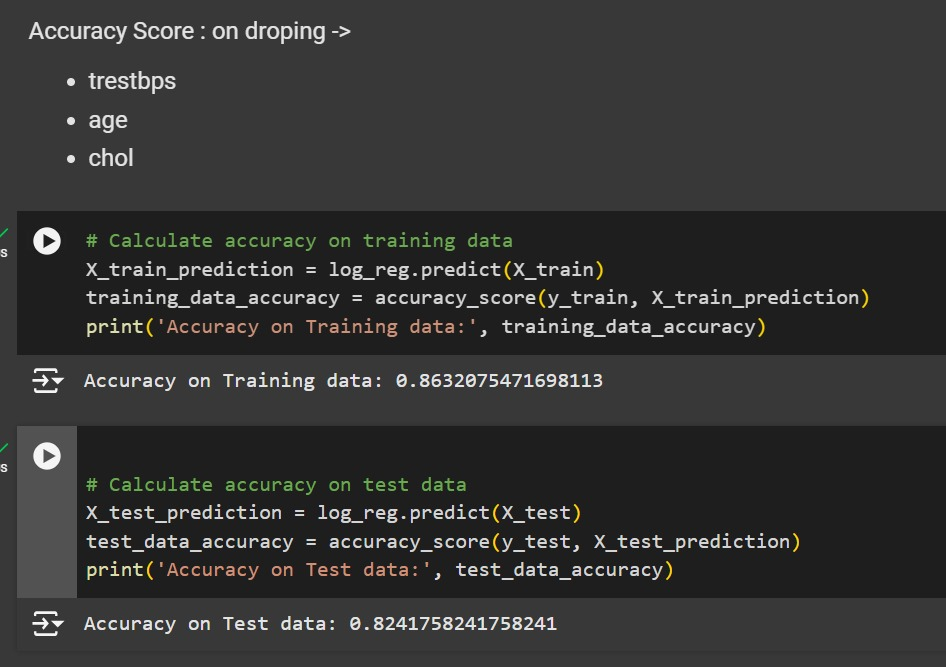 Accuracy Score : on droping ->
• trestbps
• age
• chol
s
# Calculate accuracy on training data
X_train_prediction = log_reg.predict(X_train)
training_data_accuracy = accuracy_score(y_train, X_train_prediction)
print('Accuracy on Training data:', training_data_accuracy)
Accuracy on Training data: 0.8632075471698113
s
# Calculate accuracy on test data
X_test_prediction = log_reg.predict(X_test)
test_data_accuracy = accuracy_score(y_test, X_test_prediction)
print('Accuracy on Test data:', test_data_accuracy)
Accuracy on Test data: 0.8241758241758241